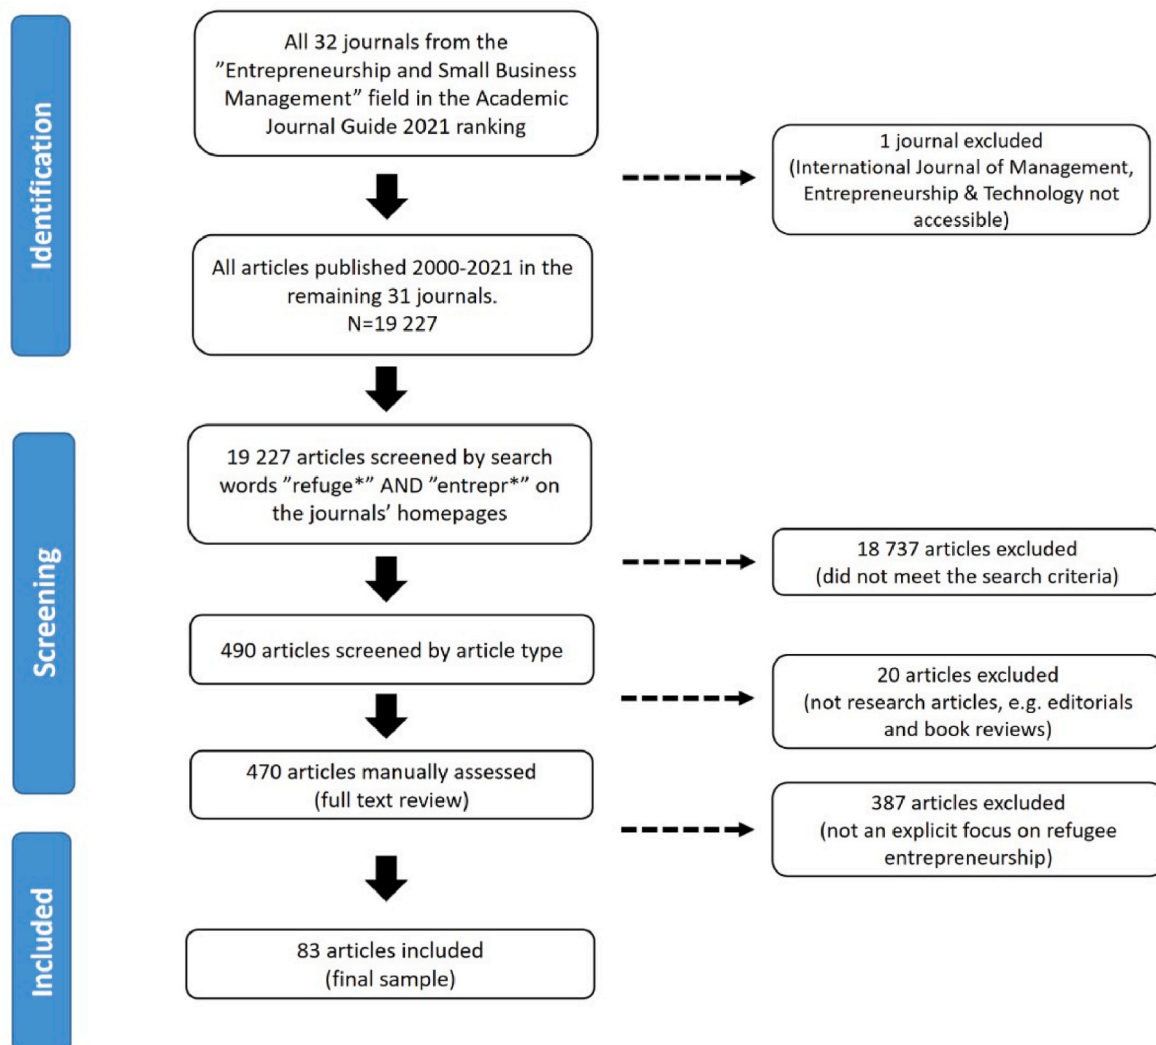 Identification
All 32 journals from the
”Entrepreneurship and Small Business
Management” field in the Academic
Journal Guide 2021 ranking
1 journal excluded
(International Journal of Management,
Entrepreneurship & Technology not
accessible)
All articles published 2000-2021 in the
remaining 31 journals.
N=19 227
Screening
19 227 articles screened by search
words ”refuge*” AND ”entrepr*” on
the journals’ homepages
18 737 articles excluded
(did not meet the search criteria)
490 articles screened by article type
20 articles excluded
(not research articles, e.g. editorials
and book reviews)
470 articles manually assessed
(full text review)
387 articles excluded
(not an explicit focus on refugee
entrepreneurship)
Included
83 articles included
(final sample)